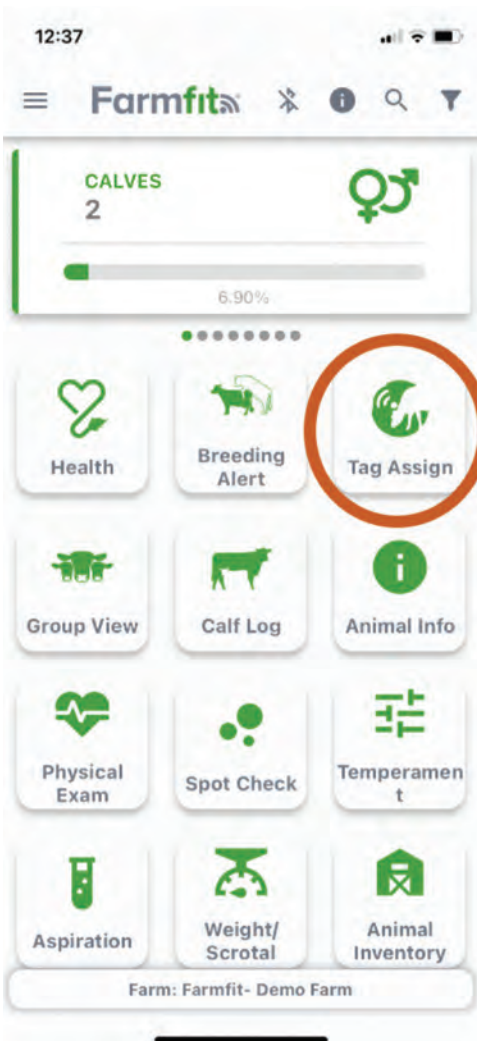 12:37
Farmfit
CALVES
2
6.90%
Health
Breeding
Alert
Tag Assign
Group View
Calf Log
Animal Info
Physical
Exam
Spot Check
Temperamen
t
Aspiration
Weight/
Scrotal
Animal
Inventory
Farm: Farmfit- Demo Farm